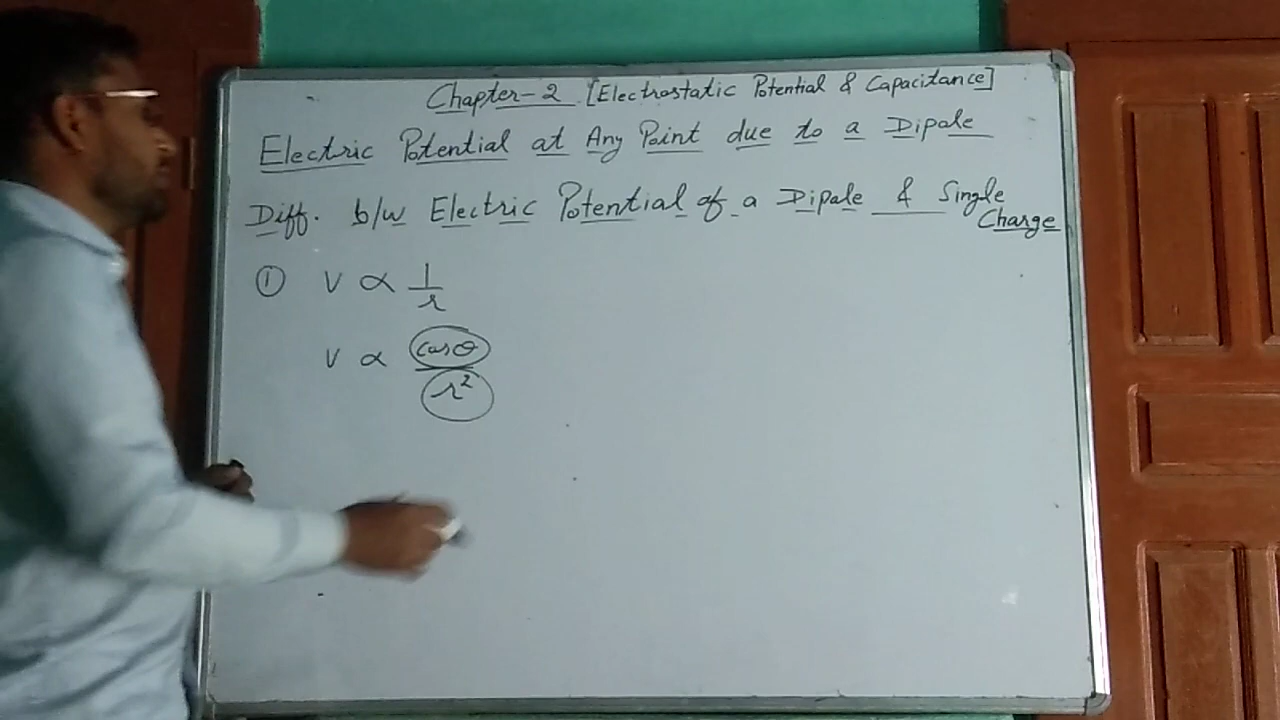 Chapter-2 [Electrostatic Potential & Capacitance]
Electric Potential at Any Point due to a Dipole
Diff. b/w Electric Potential of a Dipole & Single
Charge
① V ∝ 1/r
V ∝ cosθ/r²